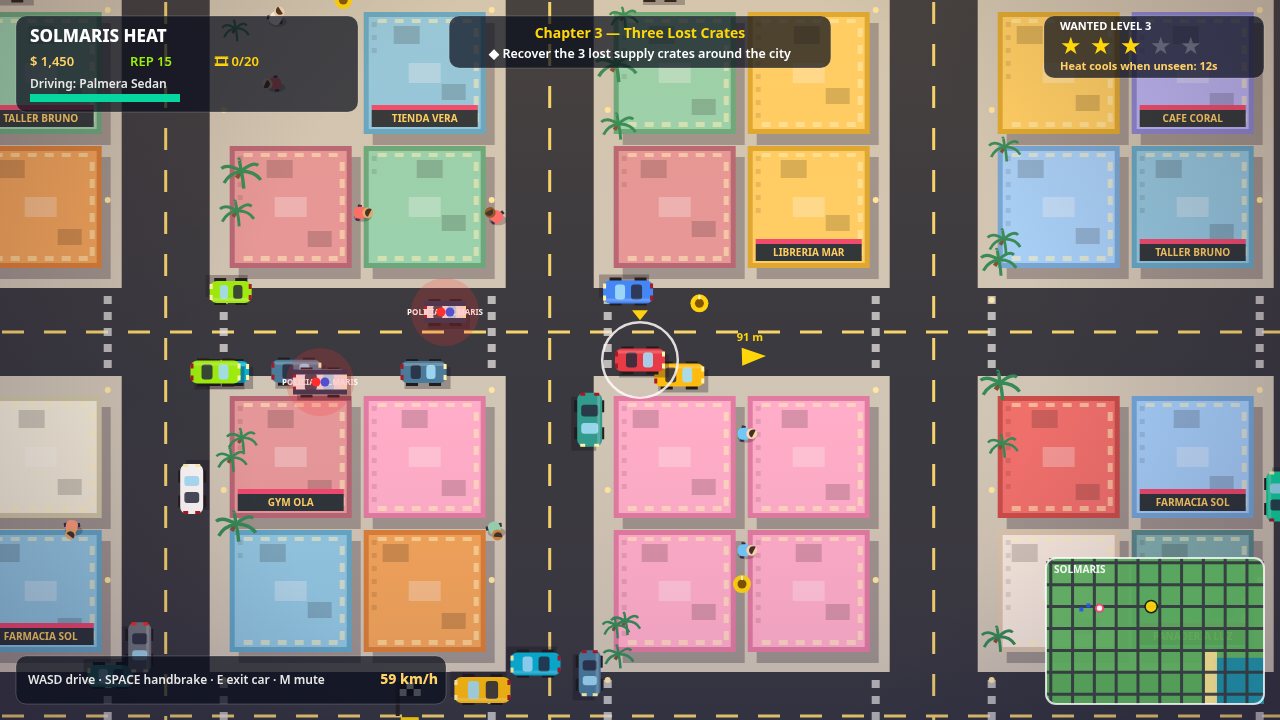 SOLMARIS HEAT
$ 1,450 REP 15 0/20
Driving: Palmera Sedan
Chapter 3 — Three Lost Crates
◆ Recover the 3 lost supply crates around the city
WANTED LEVEL 3
★ ★ ★ ★ ★
Heat cools when unseen: 12s
TALLER BRUNO
TIENDA VERA
CAFE CORAL
LIBRERIA MAR
TALLER BRUNO
91 m
GYM OLA
FARMACIA SOL
FARMACIA SOL
SOLMARIS
PANADERIA LUZ
WASD drive · SPACE handbrake · E exit car · M mute
59 km/h